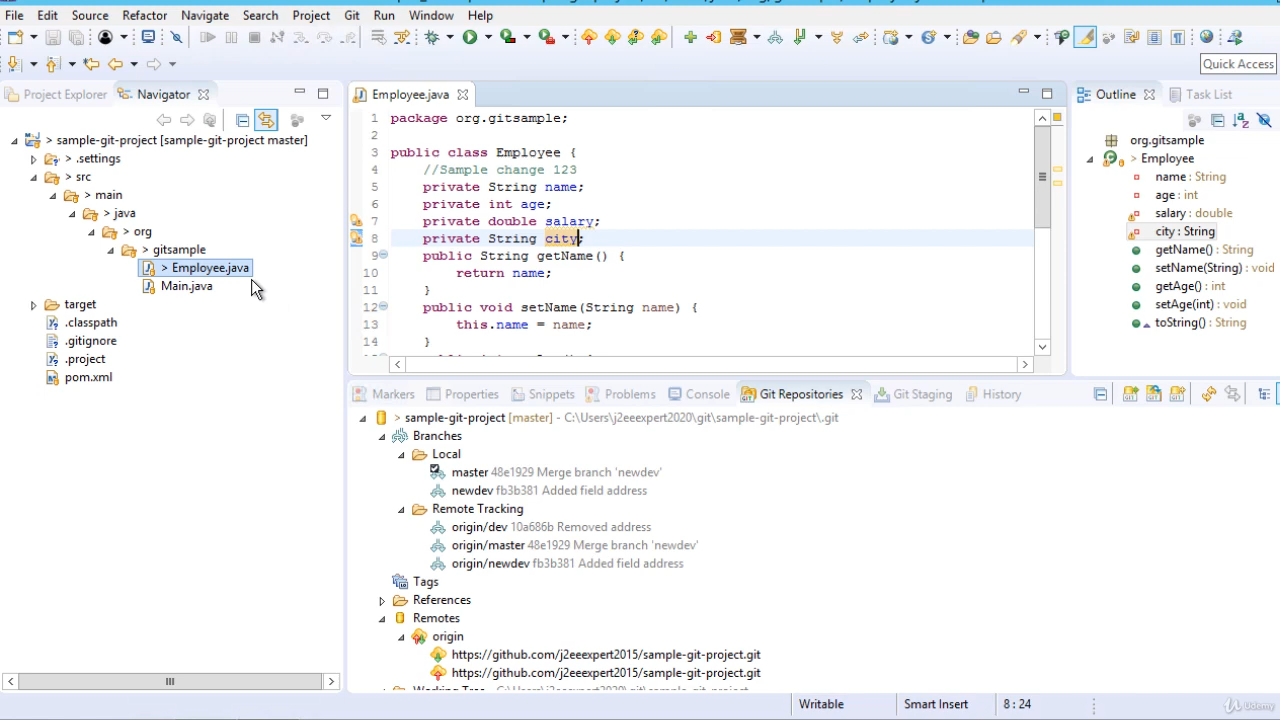 File Edit Source Refactor Navigate Search Project Git Run Window Help
Quick Access
Project Explorer Navigator
Employee.java
Outline Task List
sample-git-project [sample-git-project master]
> .settings
> src
> main
> java
> org
> gitsample
> Employee.java
Main.java
target
.classpath
.gitignore
.project
pom.xml
1 package org.gitsample;
2
3 public class Employee {
4 //Sample change 123
5 private String name;
6 private int age;
7 private double salary;
8 private String city;
9 public String getName() {
10 return name;
11 }
12 public void setName(String name) {
13 this.name = name;
14 }
org.gitsample
> Employee
name : String
age : int
salary : double
city : String
getName() : String
setName(String) : void
getAge() : int
setAge(int) : void
toString() : String
Markers Properties Snippets Problems Console Git Repositories Git Staging History
> sample-git-project [master] - C:\Users\j2eeexpert2020\git\sample-git-project\.git
Branches
Local
master 48e1929 Merge branch 'newdev'
newdev fb3b381 Added field address
Remote Tracking
origin/dev 10a686b Removed address
origin/master 48e1929 Merge branch 'newdev'
origin/newdev fb3b381 Added field address
Tags
References
Remotes
origin
https://github.com/j2eeexpert2015/sample-git-project.git
https://github.com/j2eeexpert2015/sample-git-project.git
Writable Smart Insert 8 : 24
Udemy